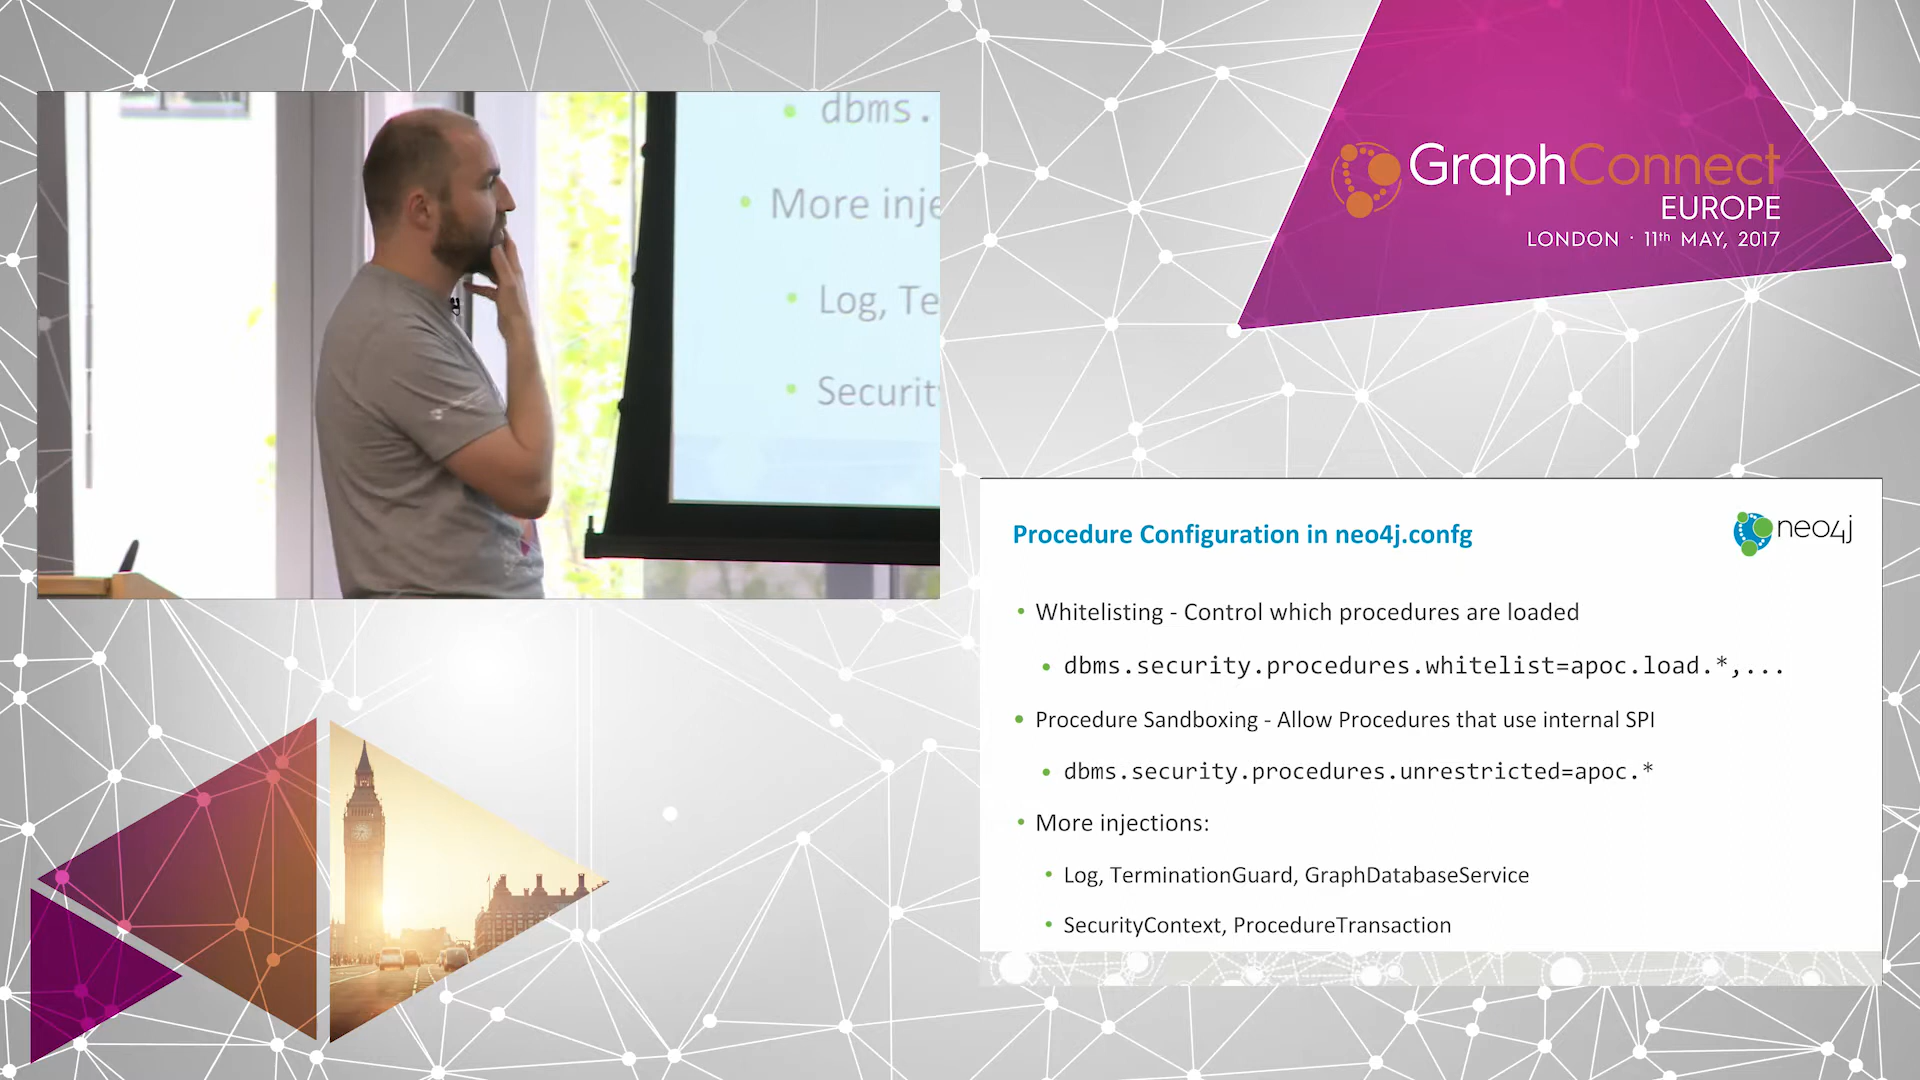 dbms.
More inje
Log, Te
Securit
GraphConnect
EUROPE
LONDON · 11th MAY, 2017
Procedure Configuration in neo4j.confg
neo4j
• Whitelisting - Control which procedures are loaded
• dbms.security.procedures.whitelist=apoc.load.*,...
• Procedure Sandboxing - Allow Procedures that use internal SPI
• dbms.security.procedures.unrestricted=apoc.*
• More injections:
• Log, TerminationGuard, GraphDatabaseService
• SecurityContext, ProcedureTransaction